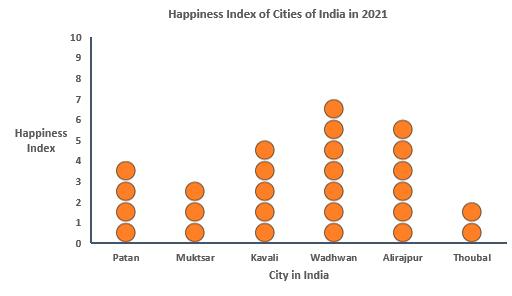 Happiness Index of Cities of India in 2021
10
9
8
7
6
5
4
3
2
1
0
Happiness
Index
Patan Muktsar Kavali Wadhwan Alirajpur Thoubal
City in India